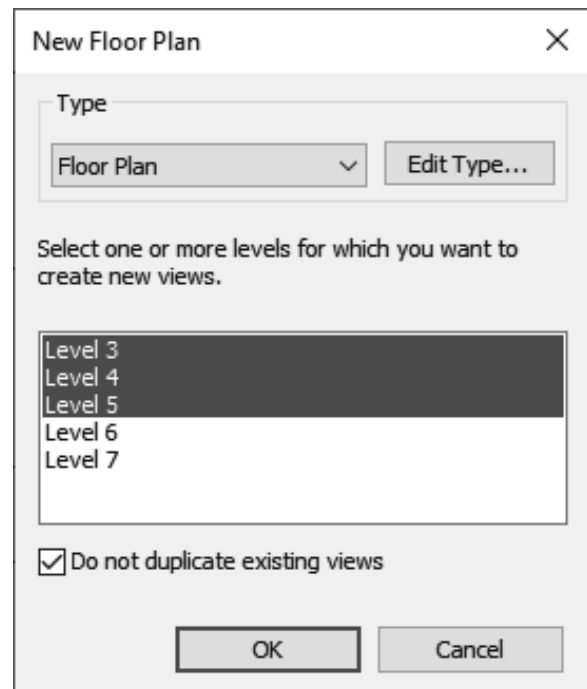 New Floor Plan
Type
Floor Plan
Edit Type...
Select one or more levels for which you want to
create new views.
Level 3
Level 4
Level 5
Level 6
Level 7
Do not duplicate existing views
OK
Cancel